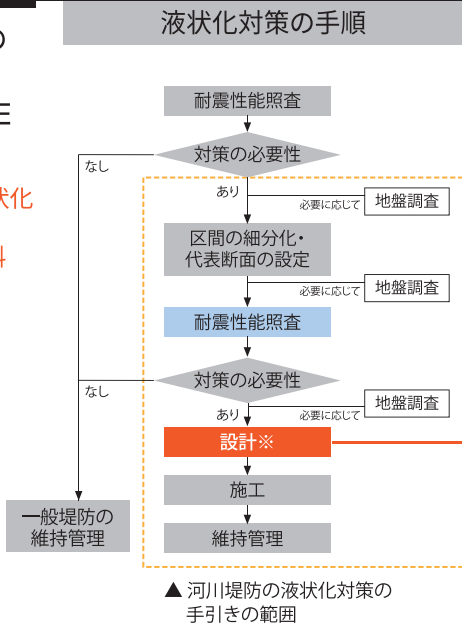 の
液状化対策の手順
耐震性能照査
対策の必要性
なし
状化
あり
必要に応じて
地盤調査
区間の細分化・
代表断面の設定
必要に応じて
地盤調査
耐震性能照査
対策の必要性
なし
あり
必要に応じて
地盤調査
設計※
施工
一般堤防の
維持管理
維持管理
▲ 河川堤防の液状化対策の
手引きの範囲